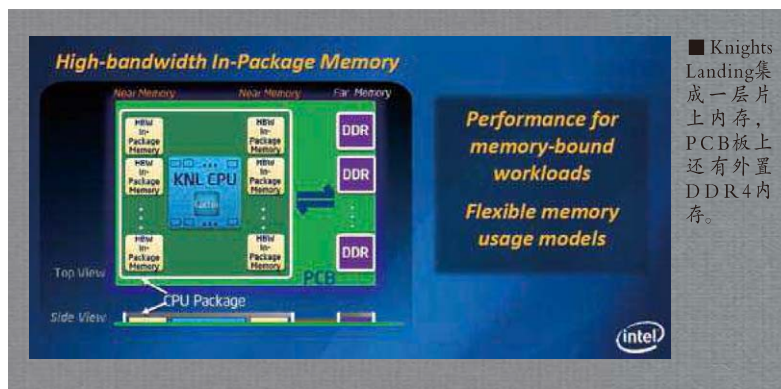 High-bandwidth In-Package Memory
Near Memory
Near Memory
Far Memory
HBW
In-
Package
Memory
HBW
In-
Package
Memory
DDR
HBW
In-
Package
Memory
KNL CPU
HBW
In-
Package
Memory
DDR
HBW
In-
Package
Memory
HBW
In-
Package
Memory
DDR
Top View
PCB
CPU Package
Side View
Performance for
memory-bound
workloads
Flexible memory
usage models
intel
■ Knights
Landing集
成一层片
上内存，
PCB板上
还有外置
DDR4内
存。